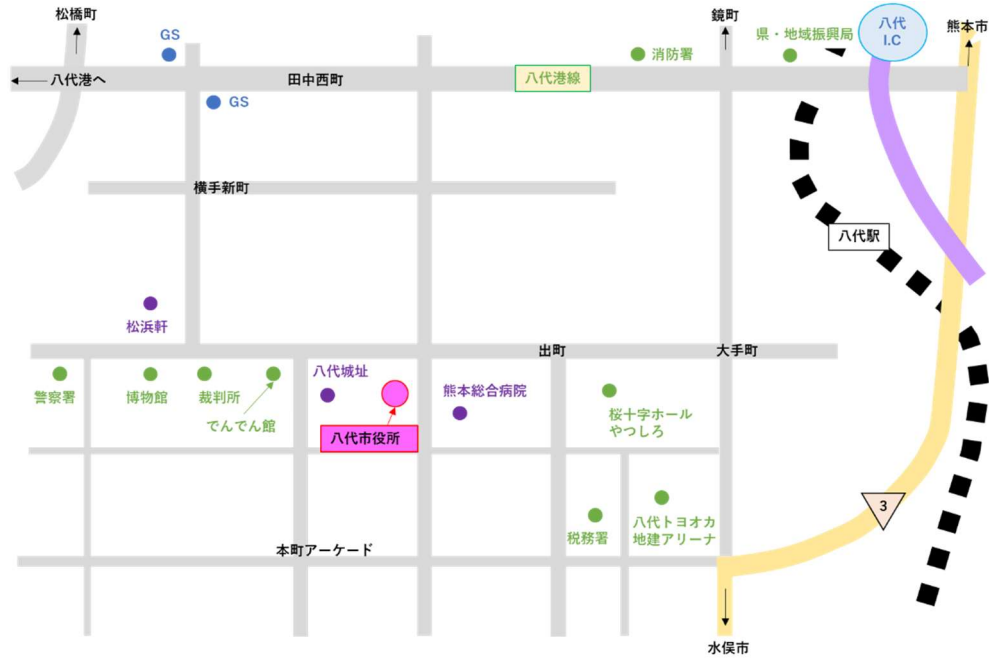 松橋町
GS
鏡町
県・地域振興局
八代
I.C
熊本市
消防署
八代港へ
田中西町
八代港線
GS
横手新町
八代駅
松浜軒
出町
大手町
警察署
博物館
裁判所
でんでん館
八代城址
八代市役所
熊本総合病院
桜十字ホール
やつしろ
3
税務署
八代トヨオカ
地建アリーナ
本町アーケード
水俣市